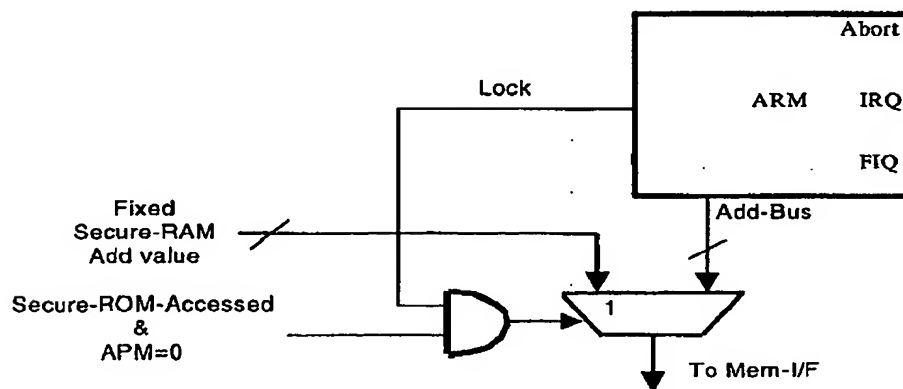 Abort
Lock
ARM IRQ
FIQ
Fixed
Secure-RAM
Add value
Add-Bus
Secure-ROM-Accessed
&
APM=0
1
To Mem-I/F